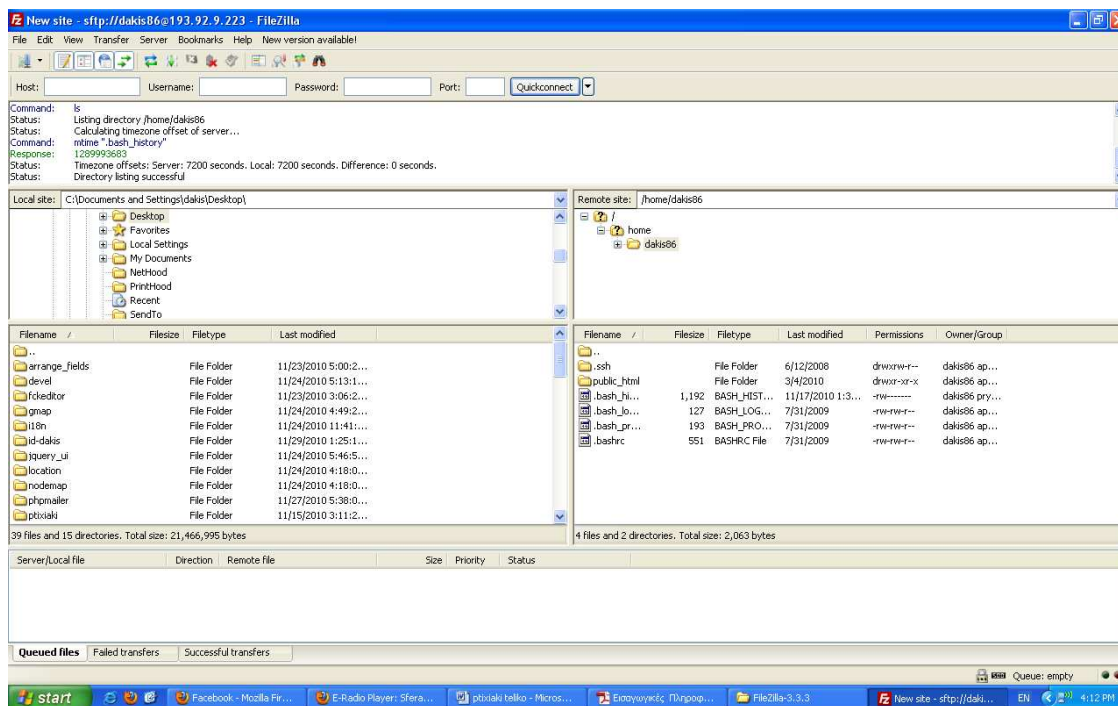 New site - sftp://dakis86@193.92.9.223 - FileZilla
File Edit View Transfer Server Bookmarks Help New version available!
Host: Username: Password: Port: Quickconnect
Command: ls
Status: Listing directory /home/dakis86
Status: Calculating timezone offset of server...
Command: mtime ".bash_history"
Response: 1289993683
Status: Timezone offsets: Server: 7200 seconds. Local: 7200 seconds. Difference: 0 seconds.
Status: Directory listing successful
Local site: C:\Documents and Settings\dakis\Desktop\
Desktop
Favorites
Local Settings
My Documents
NetHood
PrintHood
Recent
SendTo
Remote site: /home/dakis86
/
home
dakis86
Filename / Filesize Filetype Last modified
..
arrange_fields File Folder 11/23/2010 5:00:2...
devel File Folder 11/24/2010 5:13:1...
fckeditor File Folder 11/23/2010 3:06:2...
gmap File Folder 11/24/2010 4:49:2...
i18n File Folder 11/24/2010 11:41:...
id-dakis File Folder 11/29/2010 1:25:1...
jquery_ui File Folder 11/24/2010 5:46:5...
location File Folder 11/24/2010 4:18:0...
nodemap File Folder 11/24/2010 4:18:0...
phpmailer File Folder 11/27/2010 5:38:0...
ptixiaki File Folder 11/15/2010 3:11:2...
39 files and 15 directories. Total size: 21,466,995 bytes
Filename / Filesize Filetype Last modified Permissions Owner/Group
..
.ssh File Folder 6/12/2008 drwxrw-r-- dakis86 ap...
public_html File Folder 3/4/2010 drwxr-xr-x dakis86 ap...
.bash_hi... 1,192 BASH_HIST... 11/17/2010 1:3... -rw------- dakis86 pry...
.bash_lo... 127 BASH_LOG... 7/31/2009 -rw-rw-r-- dakis86 ap...
.bash_pr... 193 BASH_PRO... 7/31/2009 -rw-rw-r-- dakis86 ap...
.bashrc 551 BASHRC File 7/31/2009 -rw-rw-r-- dakis86 ap...
4 files and 2 directories. Total size: 2,063 bytes
Server/Local file Direction Remote file Size Priority Status
Queued files Failed transfers Successful transfers
Queue: empty
start Facebook - Mozilla Fir... E-Radio Player: Sfera... ptixiaki teliko - Micros... Εισαγωγικές Πληροφ... FileZilla-3.3.3 New site - sftp://daki... EN 4:12 PM